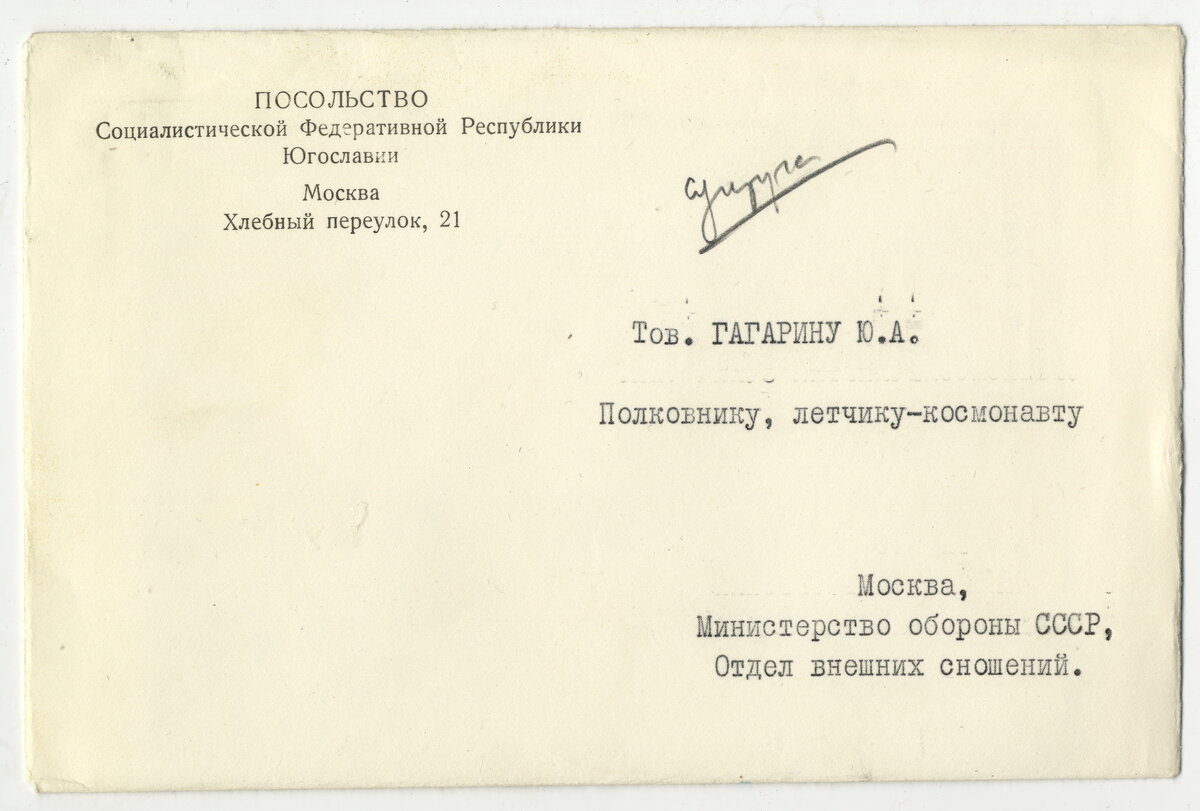 ПОСОЛЬСТВО
Социалистической Федеративной Республики
Югославии
Москва
Хлебный переулок, 21
Тов. ГАГАРИНУ Ю.А.
Полковнику, летчику-космонавту
Москва,
Министерство обороны СССР,
Отдел внешних сношений.